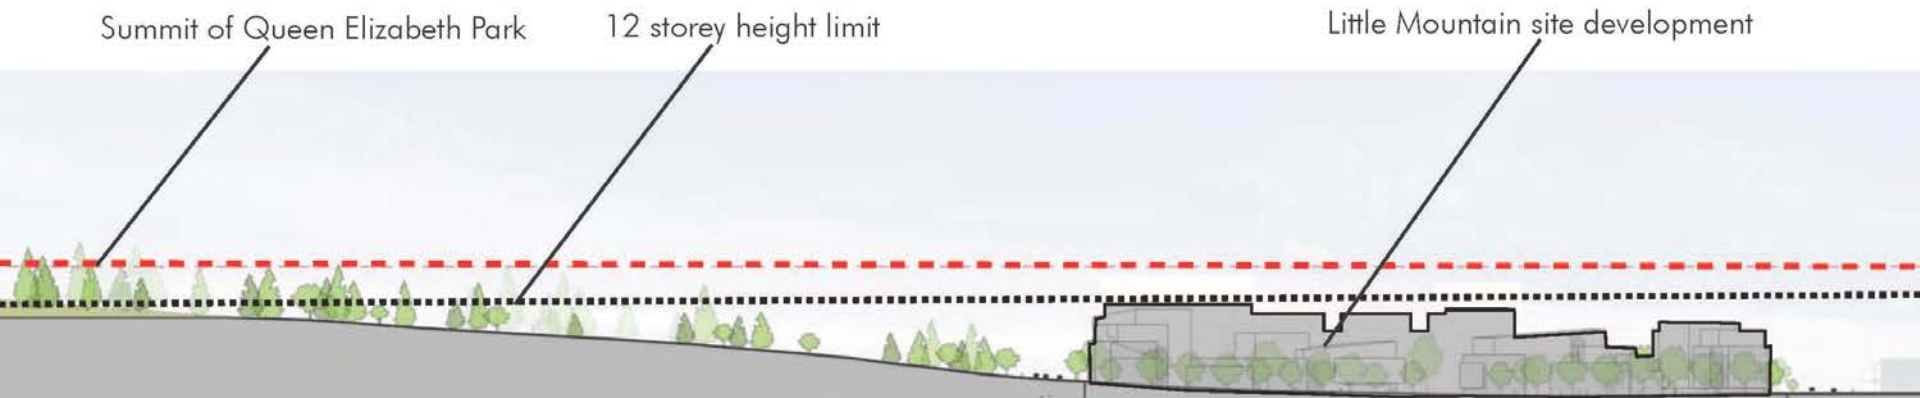 Summit of Queen Elizabeth Park
12 storey height limit
Little Mountain site development